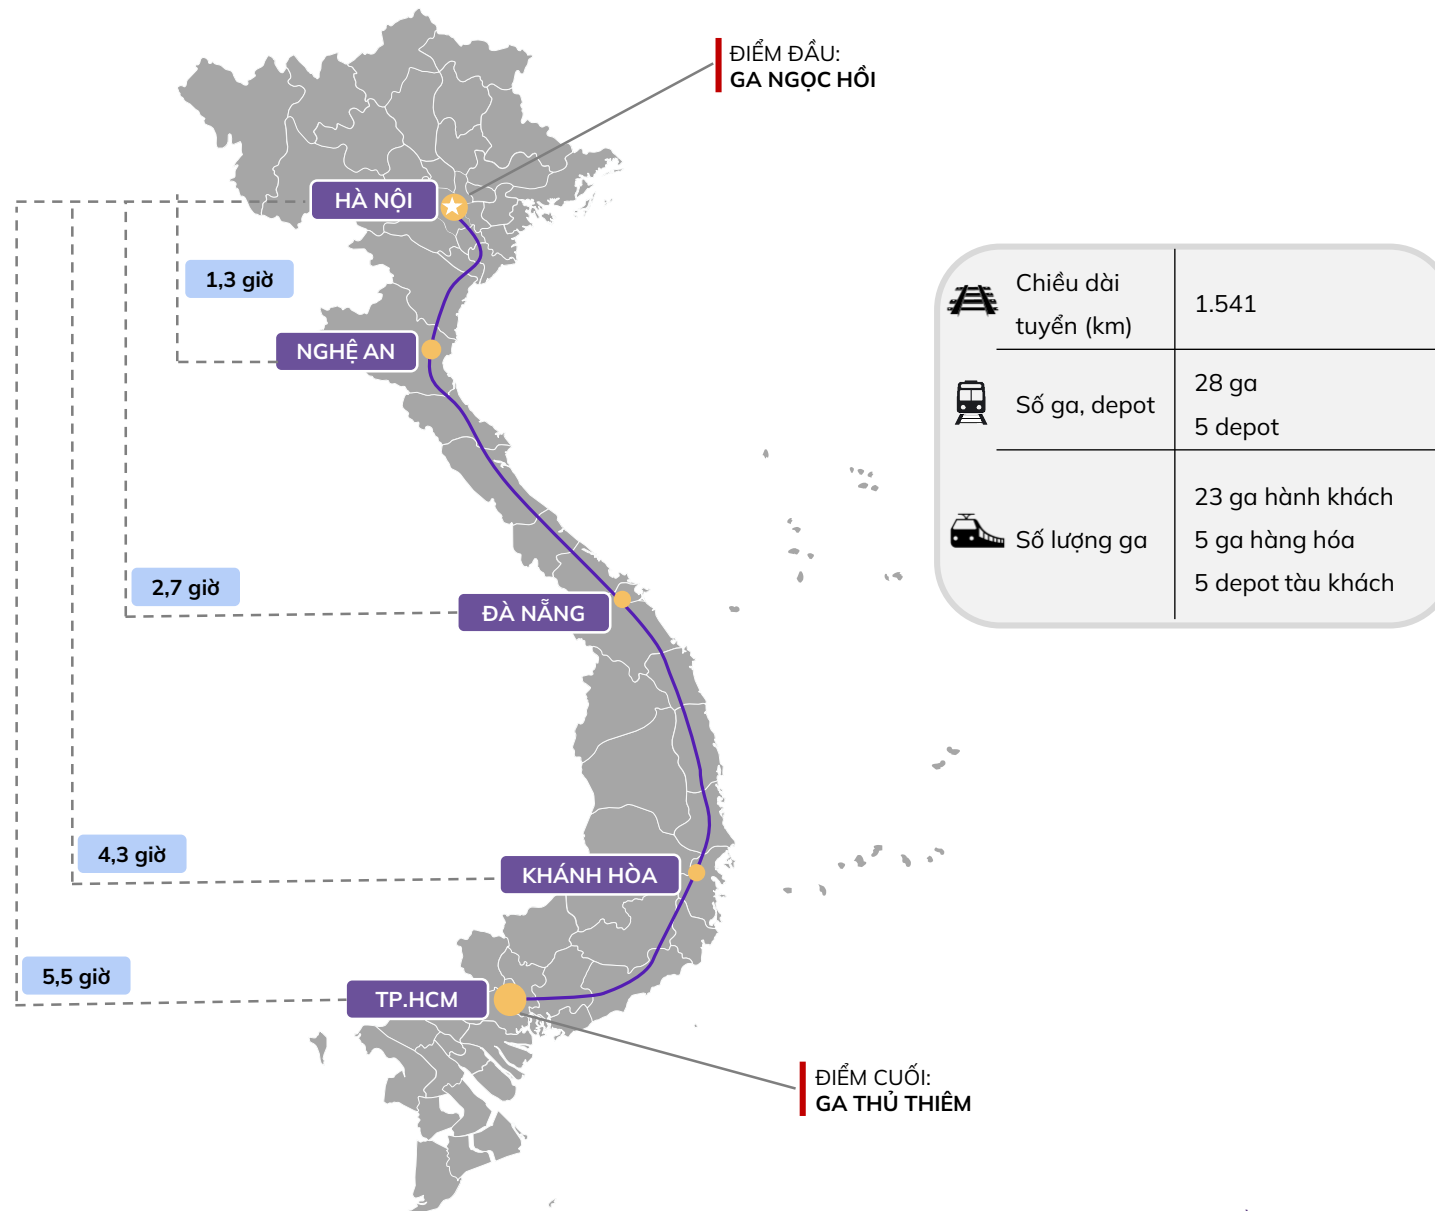 ĐIỂM ĐẦU:
GA NGỌC HỒI
HÀ NỘI
1,3 giờ
NGHỆ AN
2,7 giờ
ĐÀ NẴNG
4,3 giờ
KHÁNH HÒA
5,5 giờ
TP.HCM
ĐIỂM CUỐI:
GA THỦ THIÊM
Chiều dài
tuyển (km)
1.541
Số ga, depot
28 ga
5 depot
Số lượng ga
23 ga hành khách
5 ga hàng hóa
5 depot tàu khách